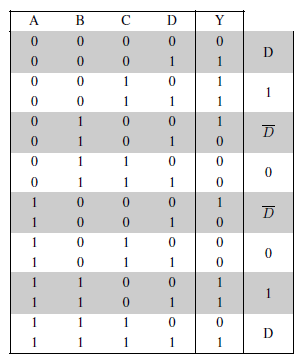 A B C D Y
0 0 0 0 0
D
0 0 0 1 1
0 0 1 0 1
1
0 0 1 1 1
0 1 0 0 1
D̅
0 1 0 1 0
0 1 1 0 0
0
0 1 1 1 0
1 0 0 0 1
D̅
1 0 0 1 0
1 0 1 0 0
0
1 0 1 1 0
1 1 0 0 1
1
1 1 0 1 1
1 1 1 0 0
D
1 1 1 1 1